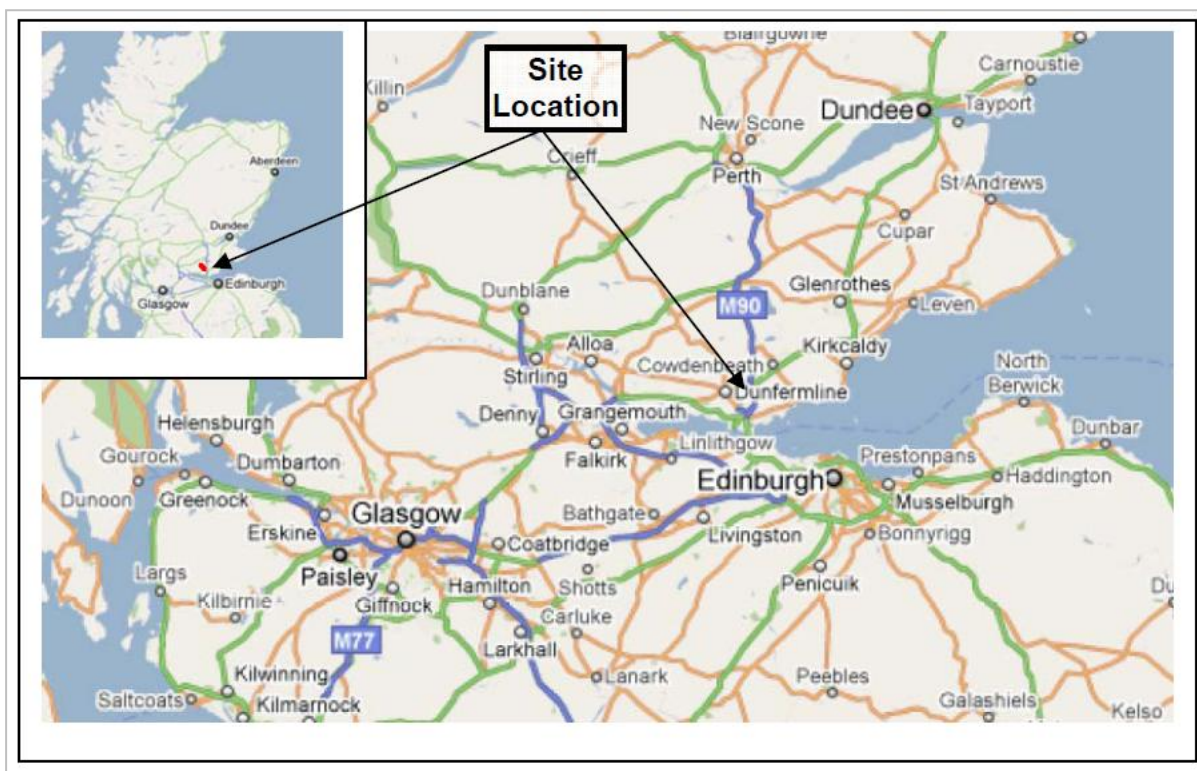 Site
Location
Aberdeen
Dundee
Edinburgh
Glasgow
Blairgowrie
Carnoustie
Killin
Dundee
Tayport
New Scone
Crieff
Perth
St Andrews
Cupar
Dunblane
Glenrothes
M90
Leven
Alloa
Cowdenbeath
Kirkcaldy
Stirling
North
Berwick
Dunfermline
Denny
Grangemouth
Helensburgh
Linlithgow
Dunbar
Gourock
Dumbarton
Falkirk
Prestonpans
Haddington
Dunoon
Greenock
Edinburgh
Musselburgh
Erskine
Glasgow
Bathgate
Livingston
Bonnyrigg
Coatbridge
Paisley
Largs
Hamilton
Shotts
Penicuik
Du
Kilbirnie
Giffnock
Carluke
M77
Larkhall
Kilwinning
Lanark
Peebles
Saltcoats
Kilmarnock
Galashiels
Kelso